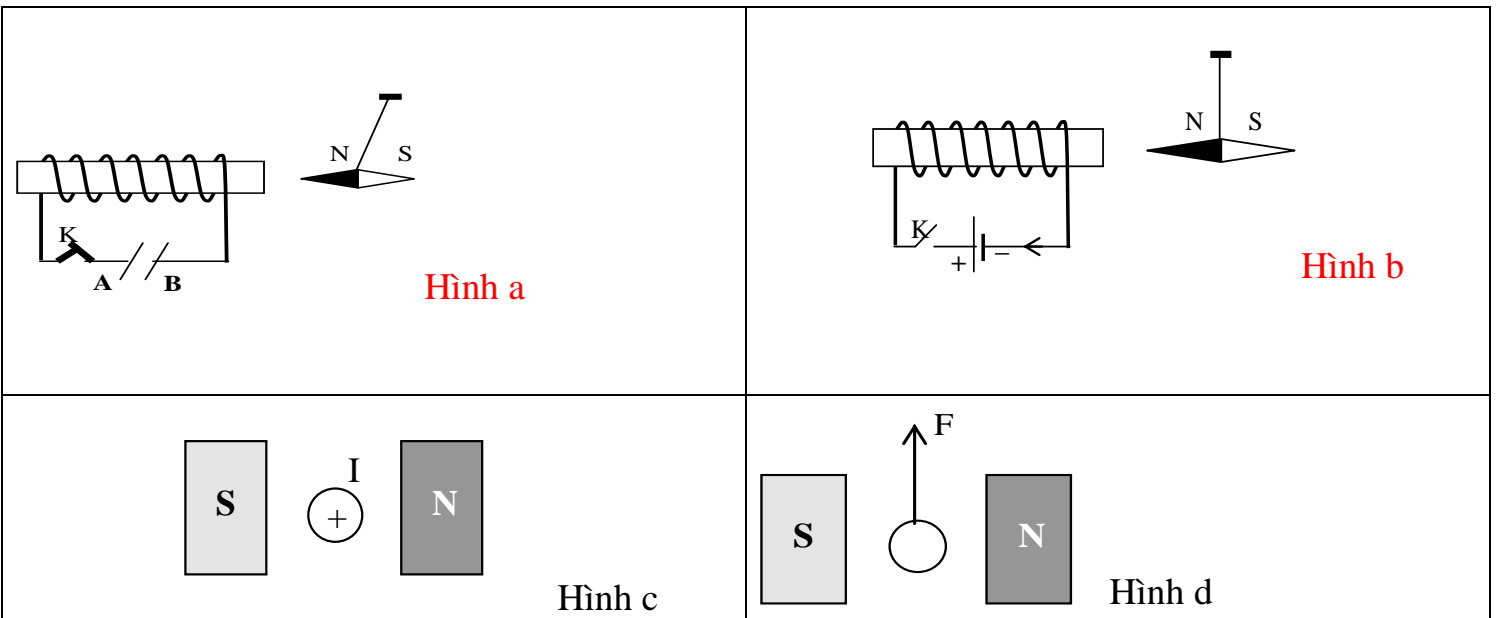 N S
K
A B
Hình a
N S
K
+ –
Hình b
I
S + N
Hình c
F
S N
Hình d